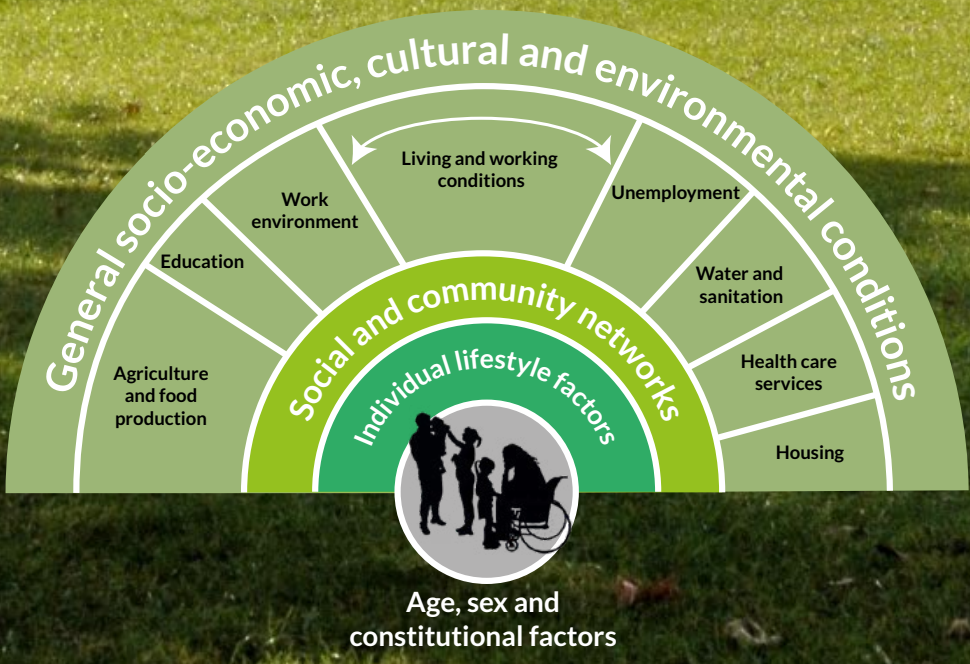 General socio-economic, cultural and environmental conditions
Living and working
conditions
Work
environment
Unemployment
Education
Water and
sanitation
Agriculture
and food
production
Health care
services
Housing
Social and community networks
Individual lifestyle factors
Age, sex and
constitutional factors